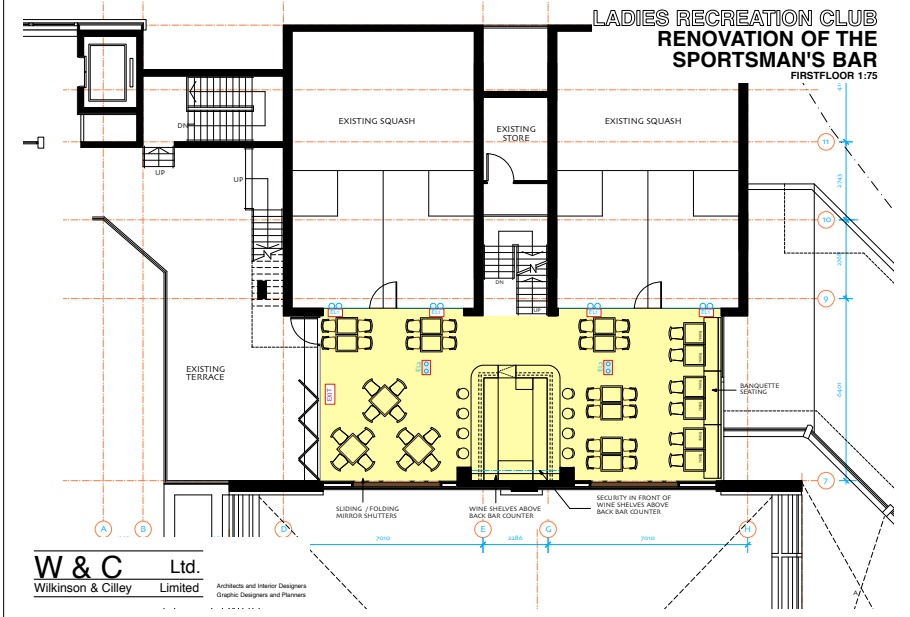 LADIES RECREATION CLUB
RENOVATION OF THE
SPORTSMAN'S BAR
FIRSTFLOOR 1:75
DN
EXISTING SQUASH
EXISTING
STORE
EXISTING SQUASH
11
UP
UP
2743
10
DN
UP
9
EXISTING
TERRACE
EXIT
BANQUETTE
SEATING
6401
7
SLIDING / FOLDING
MIRROR SHUTTERS
WINE SHELVES ABOVE
BACK BAR COUNTER
SECURITY IN FRONT OF
WINE SHELVES ABOVE
BACK BAR COUNTER
A
B
D
E
G
H
7010
2286
7010
W & C Ltd.
Wilkinson & Cilley Limited
Architects and Interior Designers
Graphic Designers and Planners
A